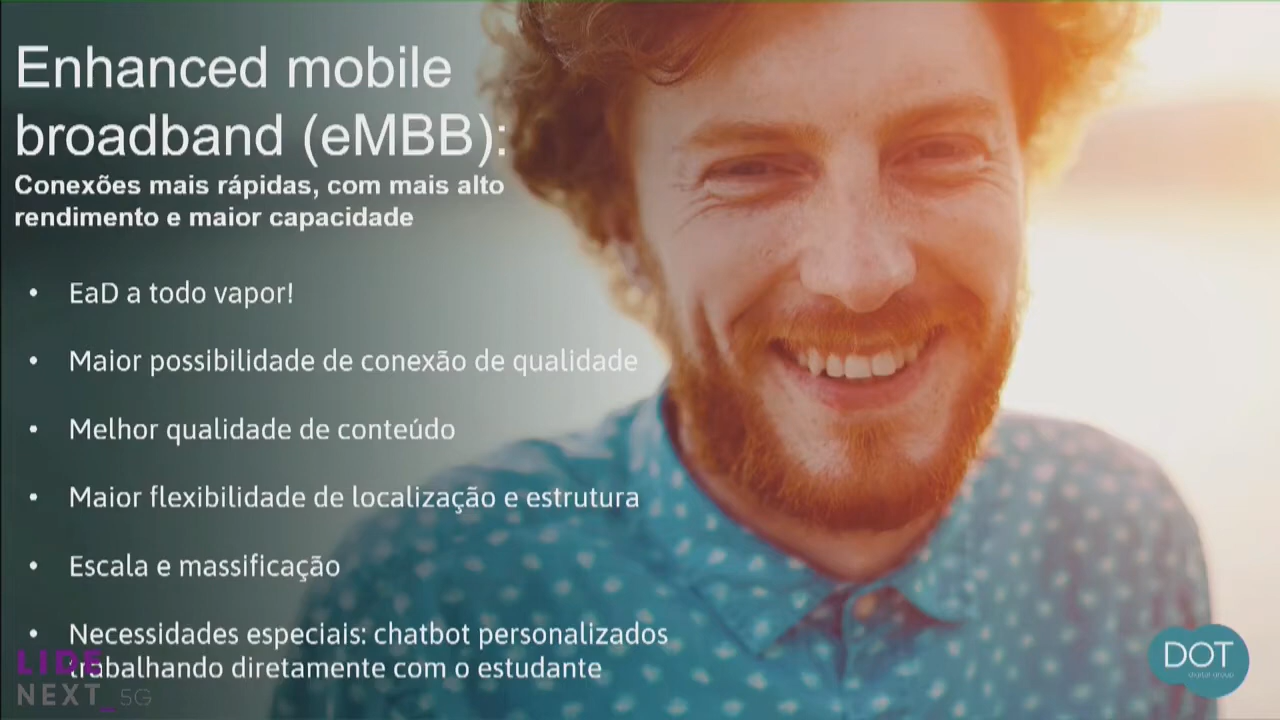 Enhanced mobile
broadband (eMBB):
Conexões mais rápidas, com mais alto
rendimento e maior capacidade
• EaD a todo vapor!
• Maior possibilidade de conexão de qualidade
• Melhor qualidade de conteúdo
• Maior flexibilidade de localização e estrutura
• Escala e massificação
• Necessidades especiais: chatbot personalizados
trabalhando diretamente com o estudante
LIDE
NEXT_5G
DOT
digital group